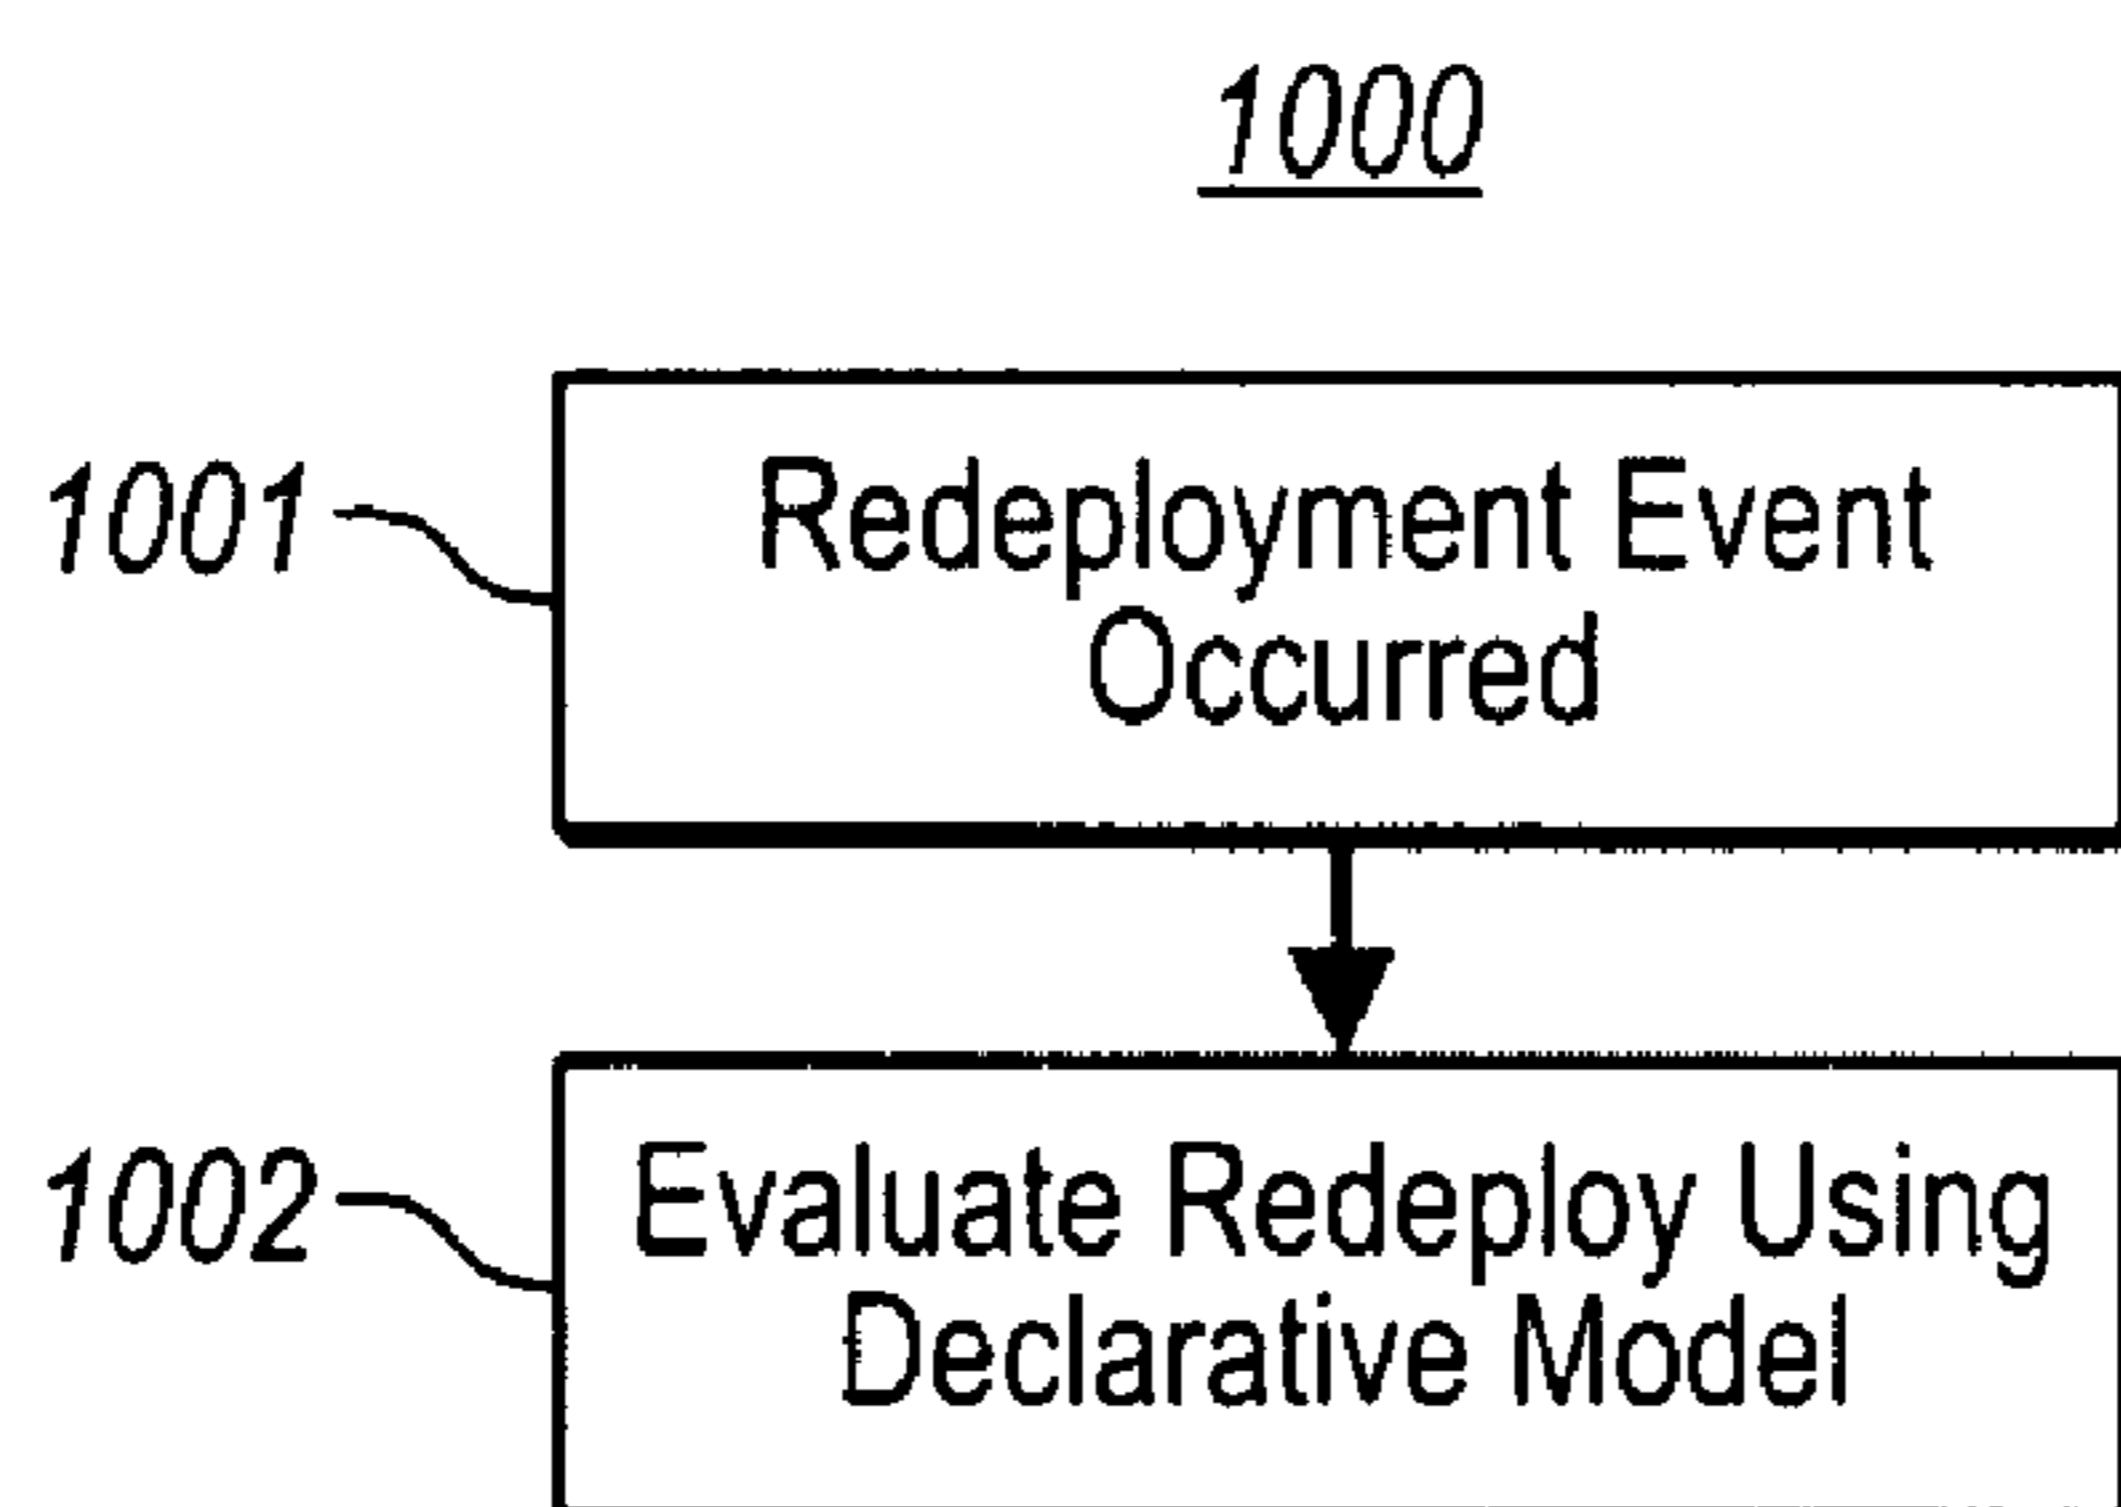 1000
1001
Redeployment Event
Occurred
1002
Evaluate Redeploy Using
Declarative Model